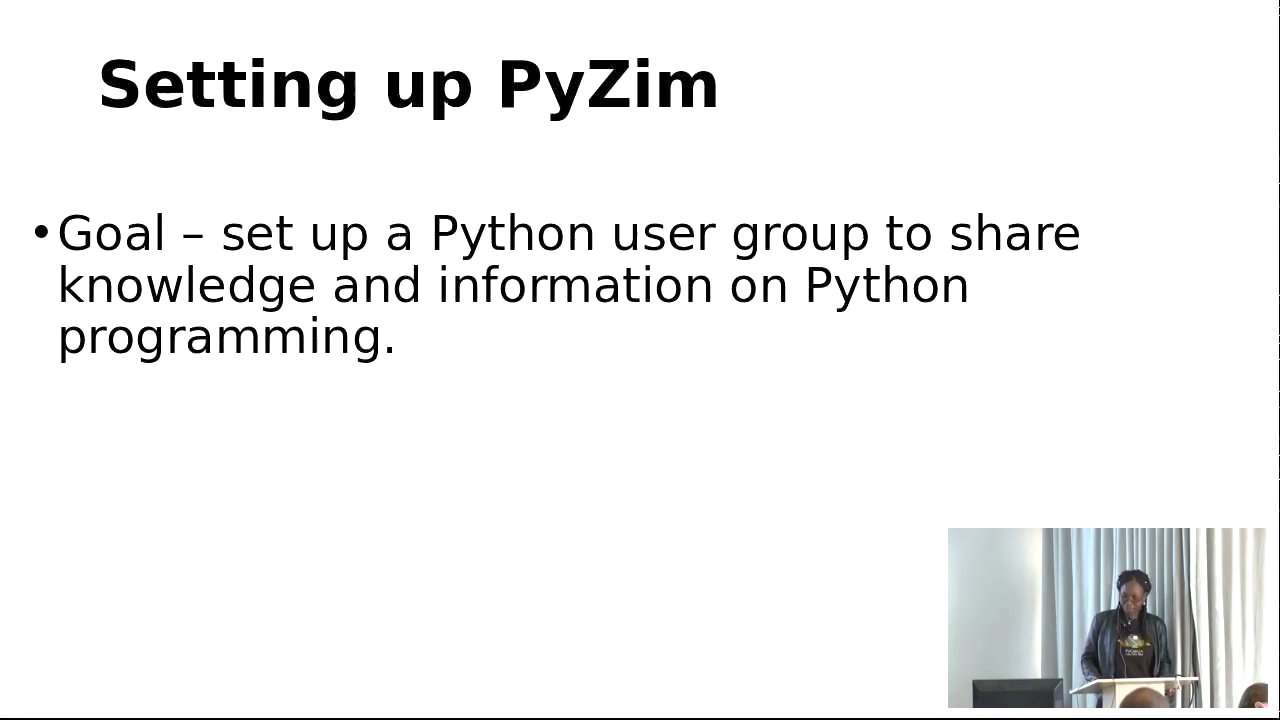 Setting up PyZim
• Goal – set up a Python user group to share
knowledge and information on Python
programming.